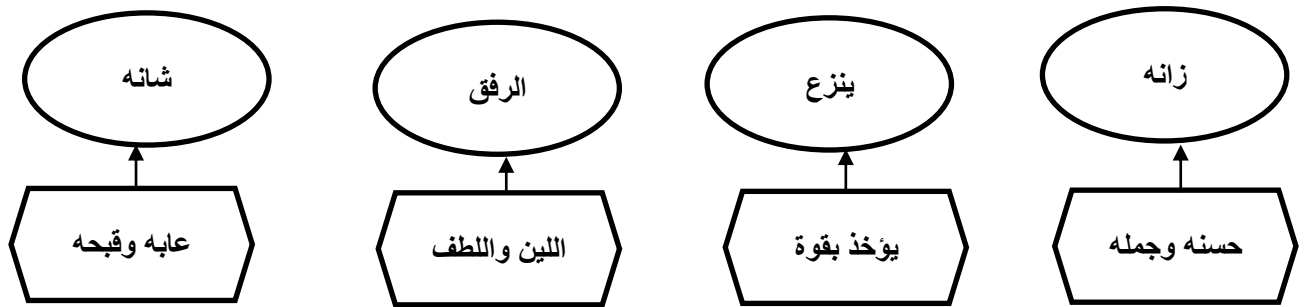 زانه
ينزع
الرفق
شانه
حسنه وجمله
يؤخذ بقوة
اللين واللطف
عابه وقبحه